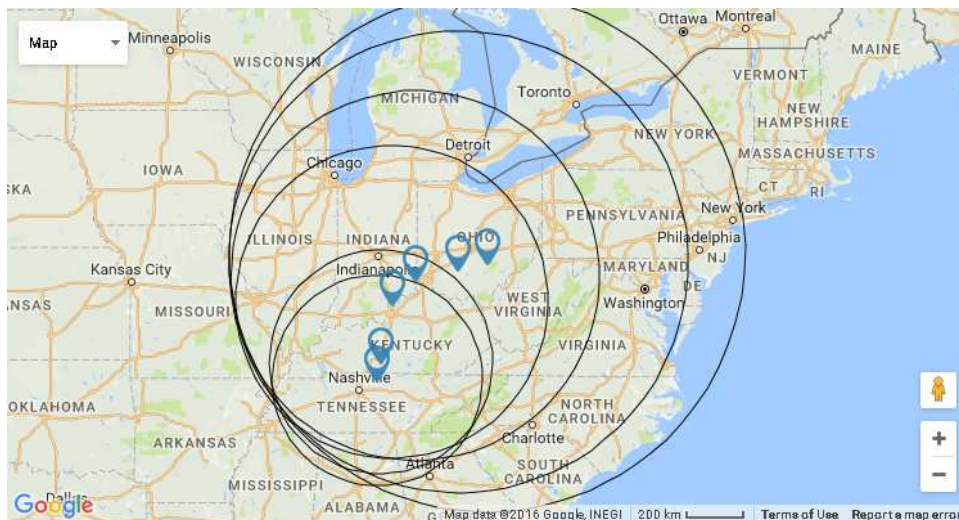 Map
Minneapolis
Ottawa
Montreal
MAINE
WISCONSIN
MICHIGAN
Toronto
VERMONT
NEW
HAMPSHIRE
NEW YORK
MASSACHUSETTS
Detroit
Chicago
IOWA
CT
RI
SKA
PENNSYLVANIA
New York
ILLINOIS
INDIANA
OHIO
Philadelphia
NJ
Indianapolis
MARYLAND
Kansas City
DE
Washington
WEST
VIRGINIA
ANSAS
MISSOURI
KENTUCKY
VIRGINIA
Nashville
TENNESSEE
NORTH
CAROLINA
OKLAHOMA
Charlotte
ARKANSAS
Atlanta
SOUTH
CAROLINA
MISSISSIPPI
ALABAMA
Dallas
Google
G
Map data ©2016 Google, INEGI
200 km
Terms of Use
Report a map error